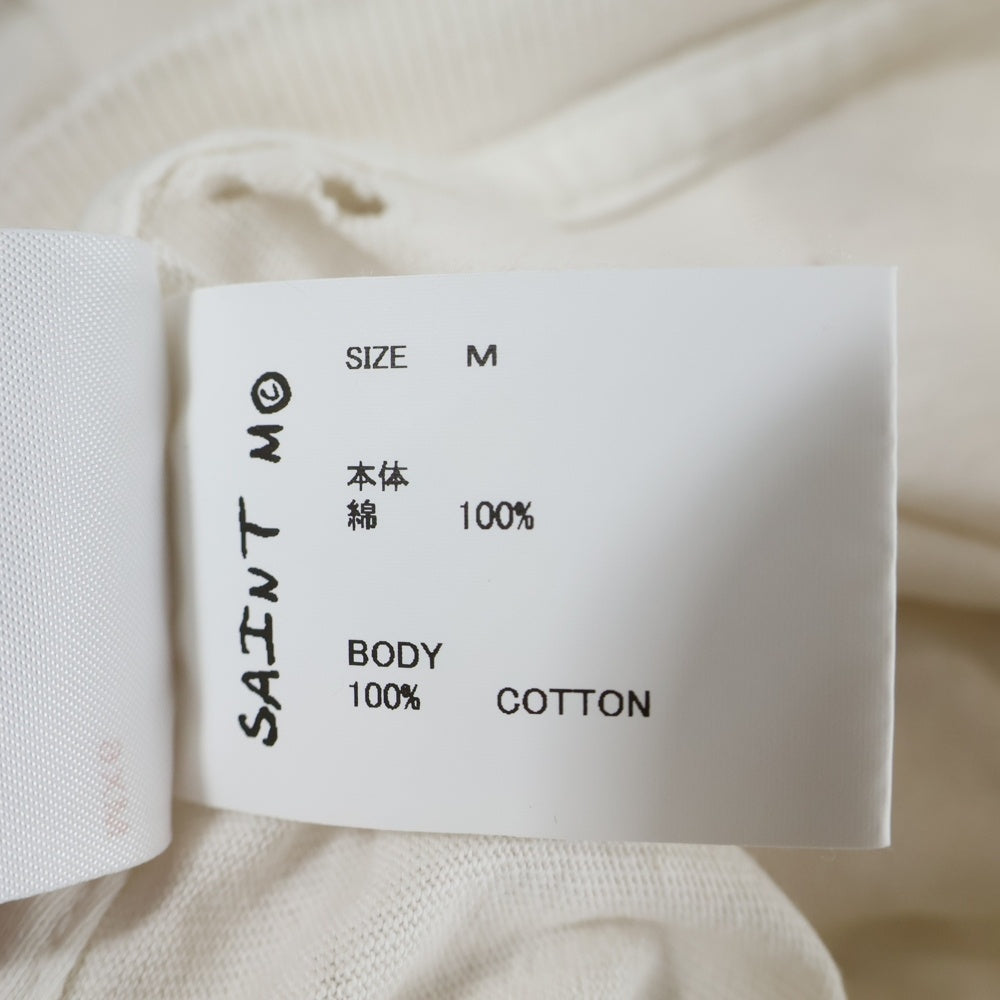 SAINT M©
SIZE M
本体
綿 100%
BODY
100% COTTON